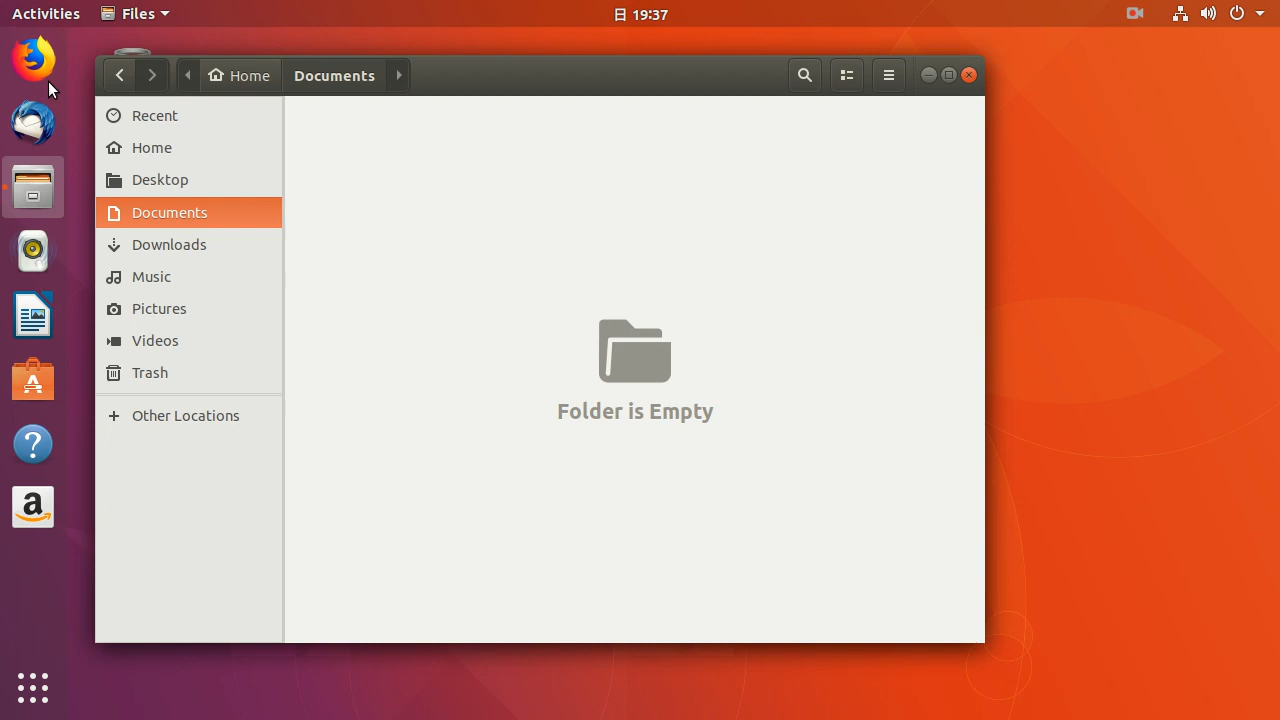 Activities
Files
日 19:37
Home
Documents
Recent
Home
Desktop
Documents
Downloads
Music
Pictures
Videos
Trash
Other Locations
Folder is Empty